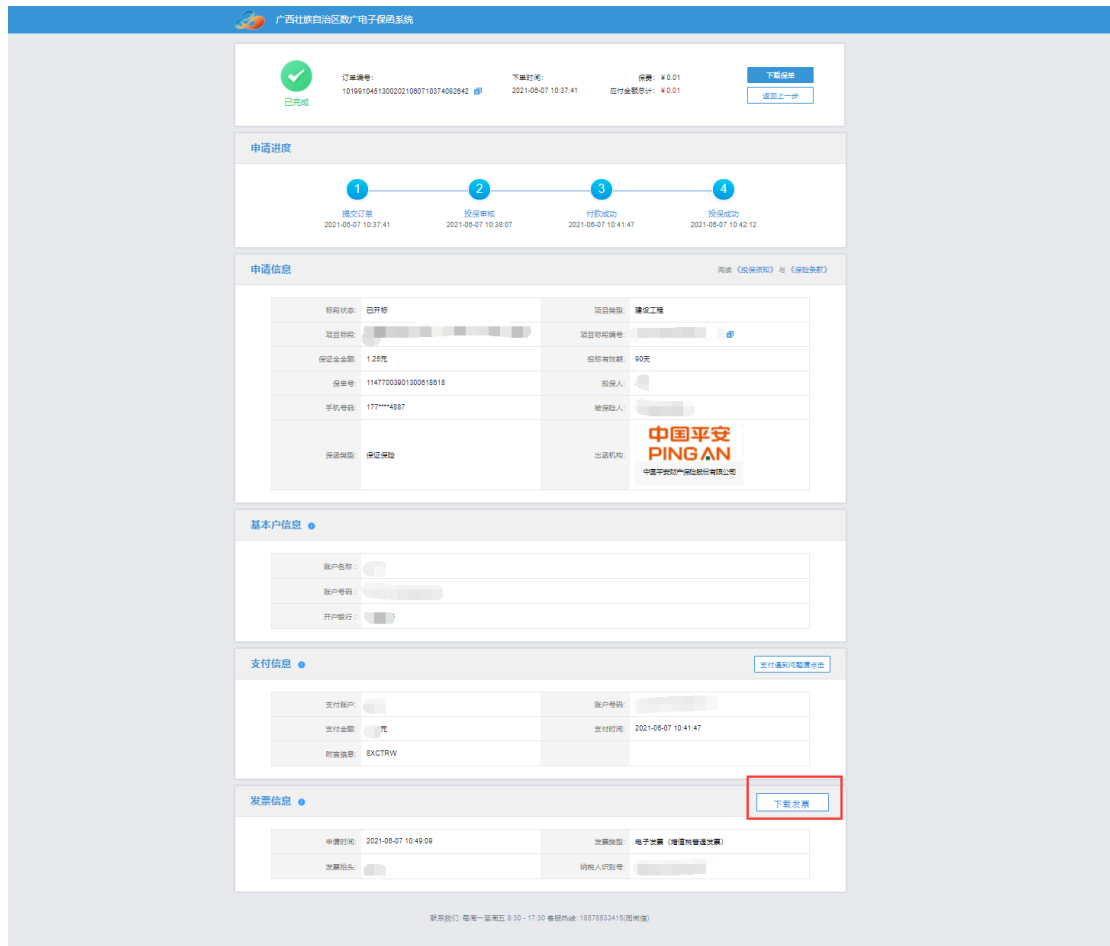 广西壮族自治区数广电子保函系统
订单编号: 下单时间: 保费: ¥0.01 下载保单
10199104513002021060710374092642 2021-06-07 10:37:41 应付金额总计: ¥0.01 返回上一步
已完成
申请进度
1 2 3 4
提交订单 投保审核 付款成功 投保成功
2021-06-07 10:37:41 2021-06-07 10:38:07 2021-06-07 10:41:47 2021-06-07 10:42:12
申请信息 阅读《投保须知》与《保险条款》
标段状态: 已开标 项目类型: 建设工程
项目标段: 项目标段编号:
保证金金额: 1.25元 投标有效期: 90天
保单号: 11477003901300618618 投保人:
手机号码: 177****4887 被保险人:
保函类型: 保证保险 出函机构: 中国平安
PING AN
中国平安财产保险股份有限公司
基本户信息
账户名称:
账户号码:
开户银行:
支付信息 支付遇到问题请点击
支付账户: 账户号码:
支付金额: 元 支付时间: 2021-06-07 10:41:47
附言信息: 8XCTRW
发票信息 下载发票
申请时间: 2021-06-07 10:49:09 发票类型: 电子发票（增值税普通发票）
发票抬头: 纳税人识别号:
联系我们: 每周一至周五 8:30 - 17:30 客服热线: 18878833415(同微信)